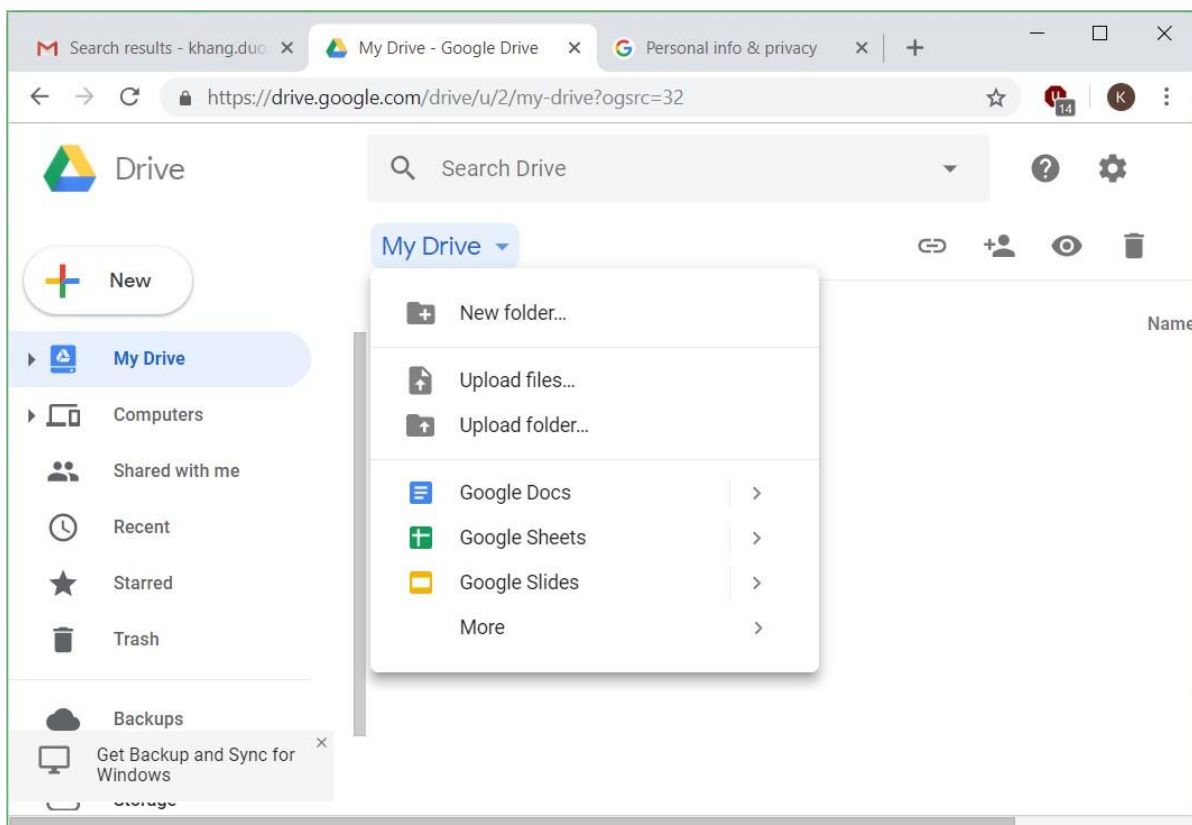 Search results - khang.duo
My Drive - Google Drive
Personal info & privacy
https://drive.google.com/drive/u/2/my-drive?ogsrc=32
14
K
Drive
Search Drive
My Drive
New
New folder...
Name
My Drive
Upload files...
Computers
Upload folder...
Shared with me
Google Docs
Recent
Google Sheets
Starred
Google Slides
Trash
More
Backups
Get Backup and Sync for
Windows
Storage